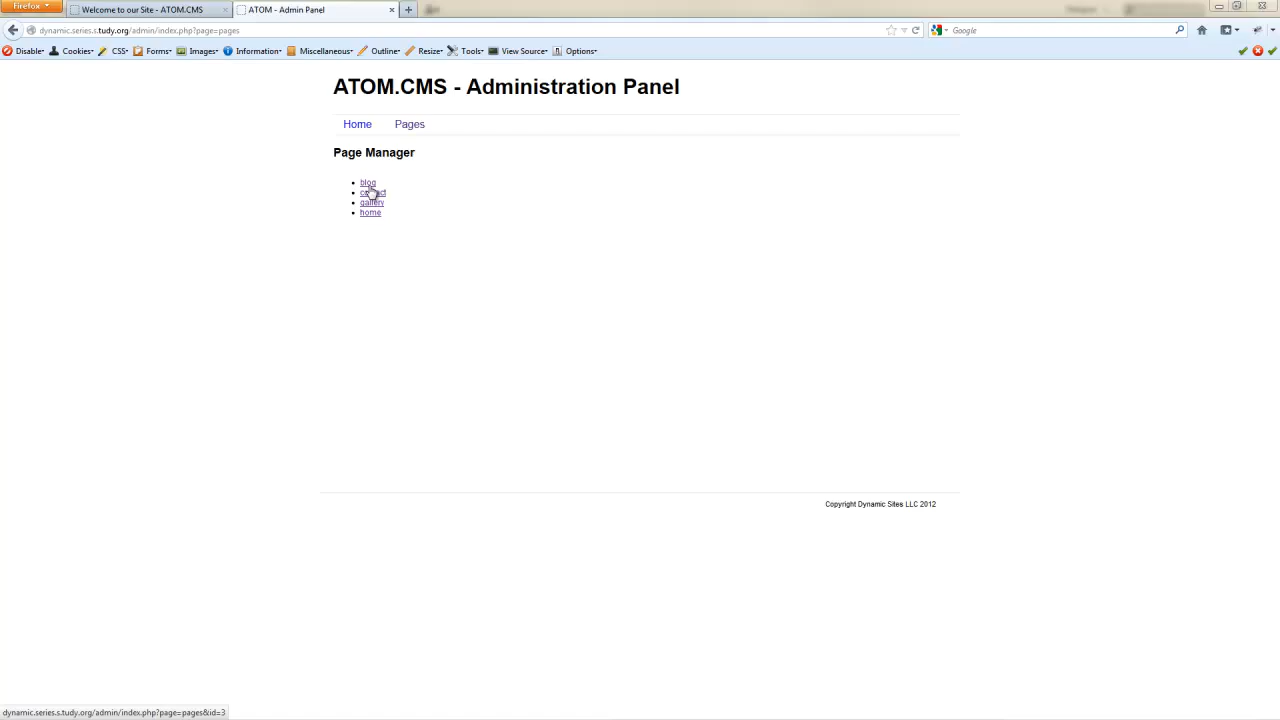 Firefox
Welcome to our Site - ATOM.CMS
ATOM - Admin Panel
dynamic.series.s.tudy.org/admin/index.php?page=pages
Google
Disable
Cookies
CSS
Forms
Images
Information
Miscellaneous
Outline
Resize
Tools
View Source
Options
ATOM.CMS - Administration Panel
Home
Pages
Page Manager
blog
gallery
home
Copyright Dynamic Sites LLC 2012
dynamic.series.s.tudy.org/admin/index.php?page=pages&id=3